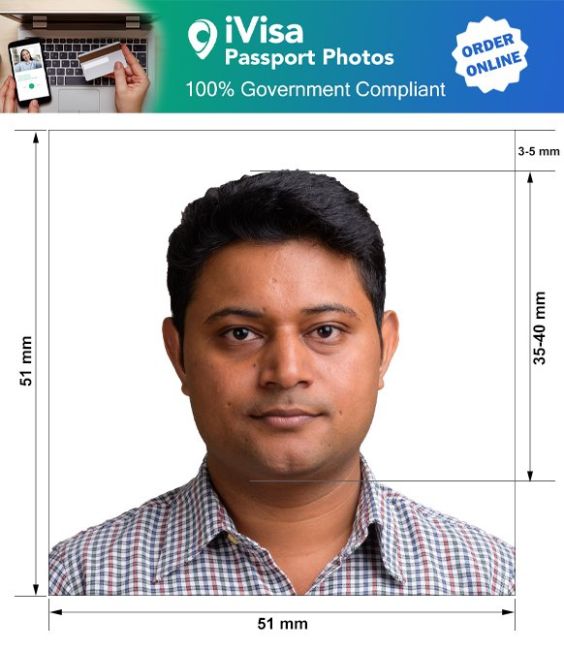 iVisa
Passport Photos
100% Government Compliant
ORDER
ONLINE
3-5 mm
51 mm
35-40 mm
51 mm